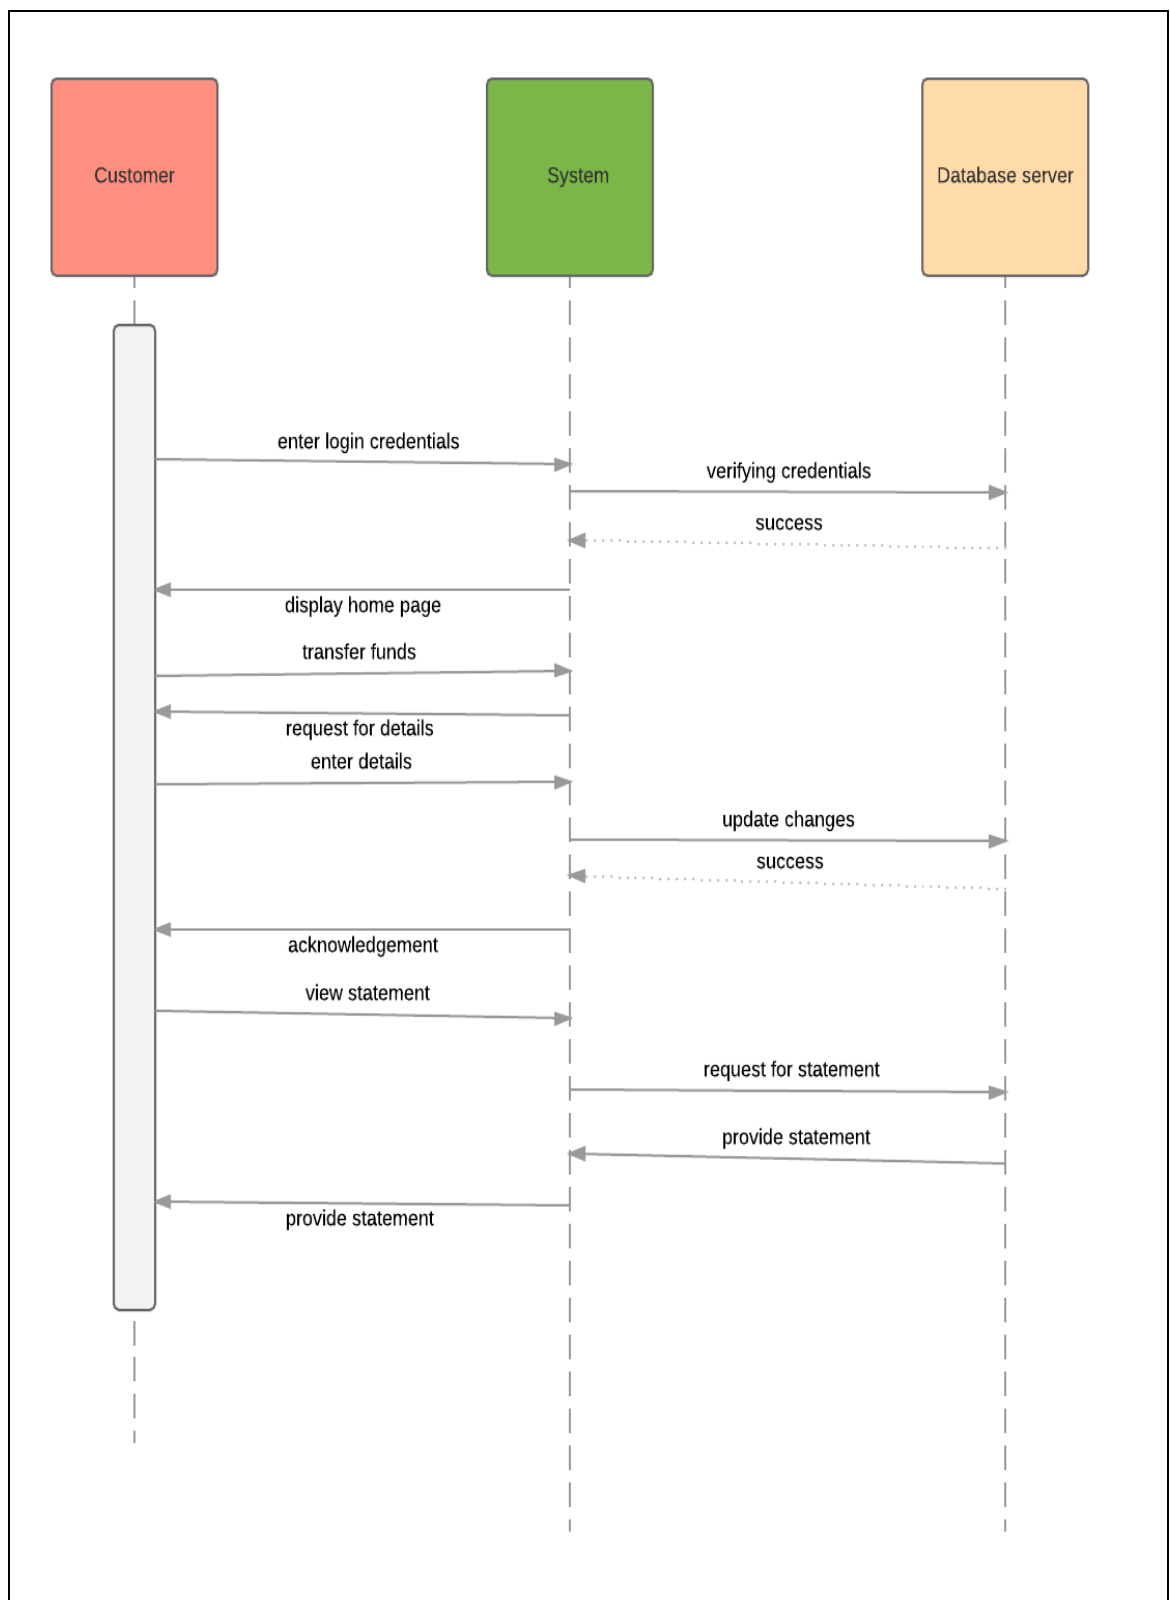 Customer
System
Database server
enter login credentials
verifying credentials
success
display home page
transfer funds
request for details
enter details
update changes
success
acknowledgement
view statement
request for statement
provide statement
provide statement